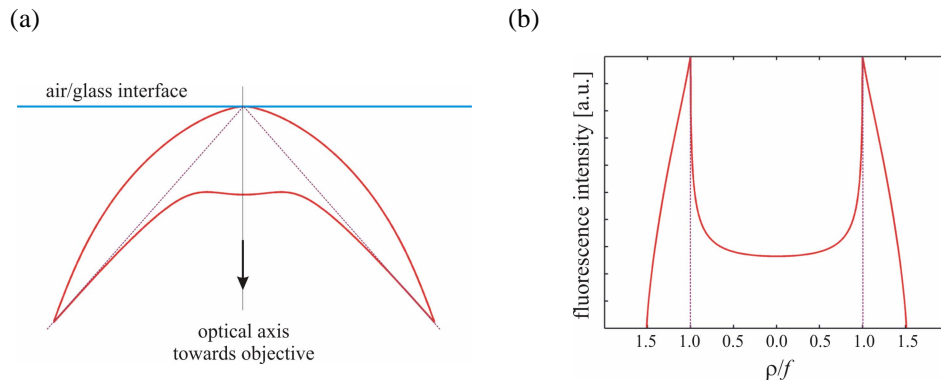 (a)
air/glass interface
optical axis
towards objective
(b)
fluorescence intensity [a.u.]
1.5 1.0 0.5 0.0 0.5 1.0 1.5
ρ/f